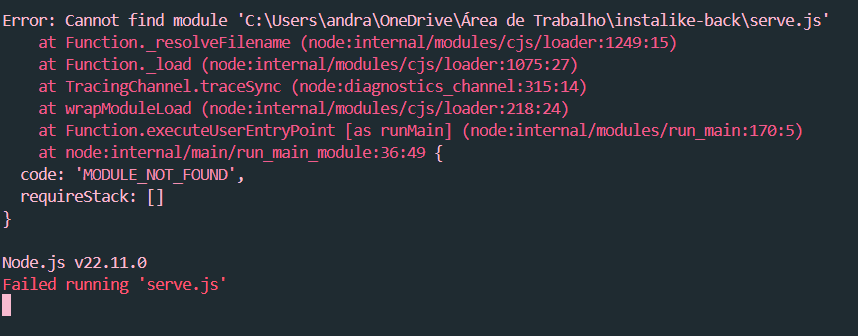 Error: Cannot find module 'C:\Users\andra\OneDrive\Área de Trabalho\instalike-back\serve.js'
    at Function._resolveFilename (node:internal/modules/cjs/loader:1249:15)
    at Function._load (node:internal/modules/cjs/loader:1075:27)
    at TracingChannel.traceSync (node:diagnostics_channel:315:14)
    at wrapModuleLoad (node:internal/modules/cjs/loader:218:24)
    at Function.executeUserEntryPoint [as runMain] (node:internal/modules/run_main:170:5)
    at node:internal/main/run_main_module:36:49 {
  code: 'MODULE_NOT_FOUND',
  requireStack: []
}
Node.js v22.11.0
Failed running 'serve.js'